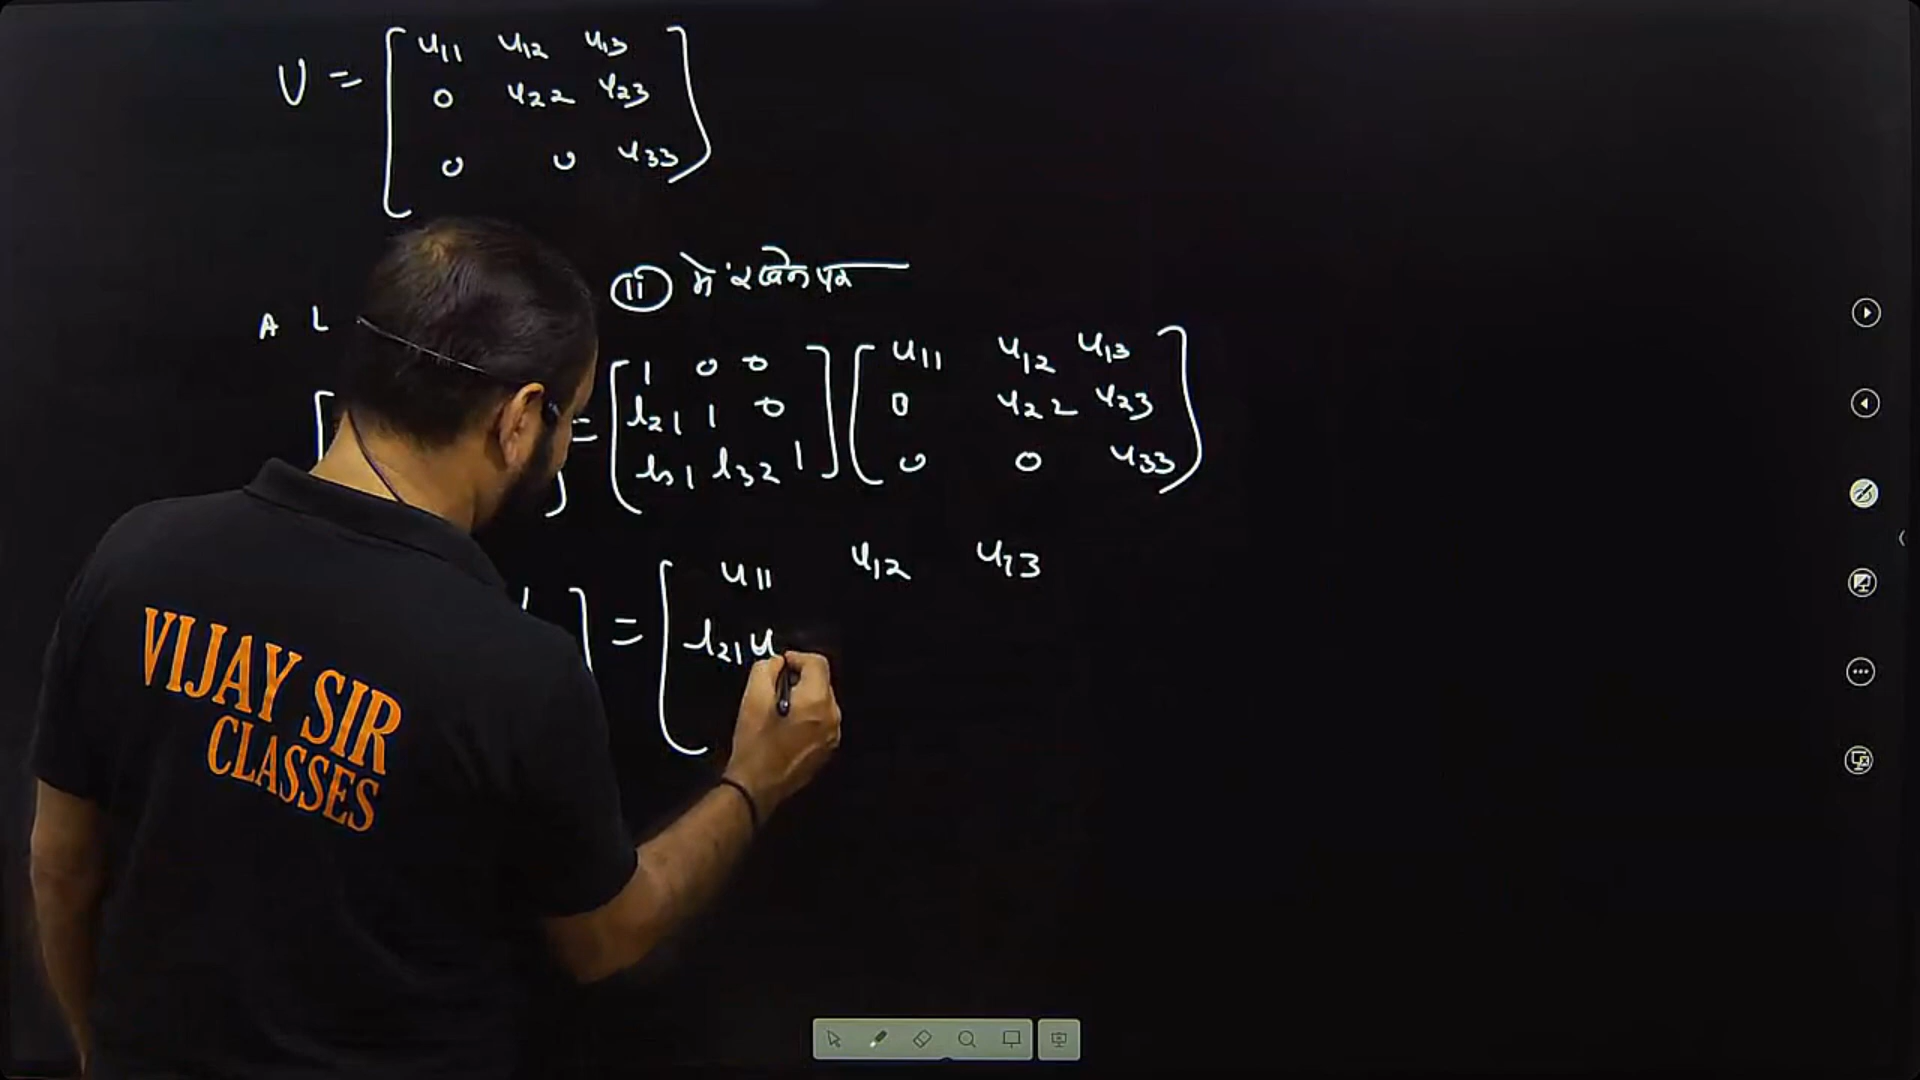 U = [ u11 u12 u13
0 u22 u23
0 0 u33 ]
A L
(ii) में रखने पर
= [ 1 0 0 ] [ u11 u12 u13 ]
l21 1 0 0 u22 u23
l31 l32 1 0 0 u33
] = [ u11 u12 u13
l21 u
VIJAY SIR
CLASSES